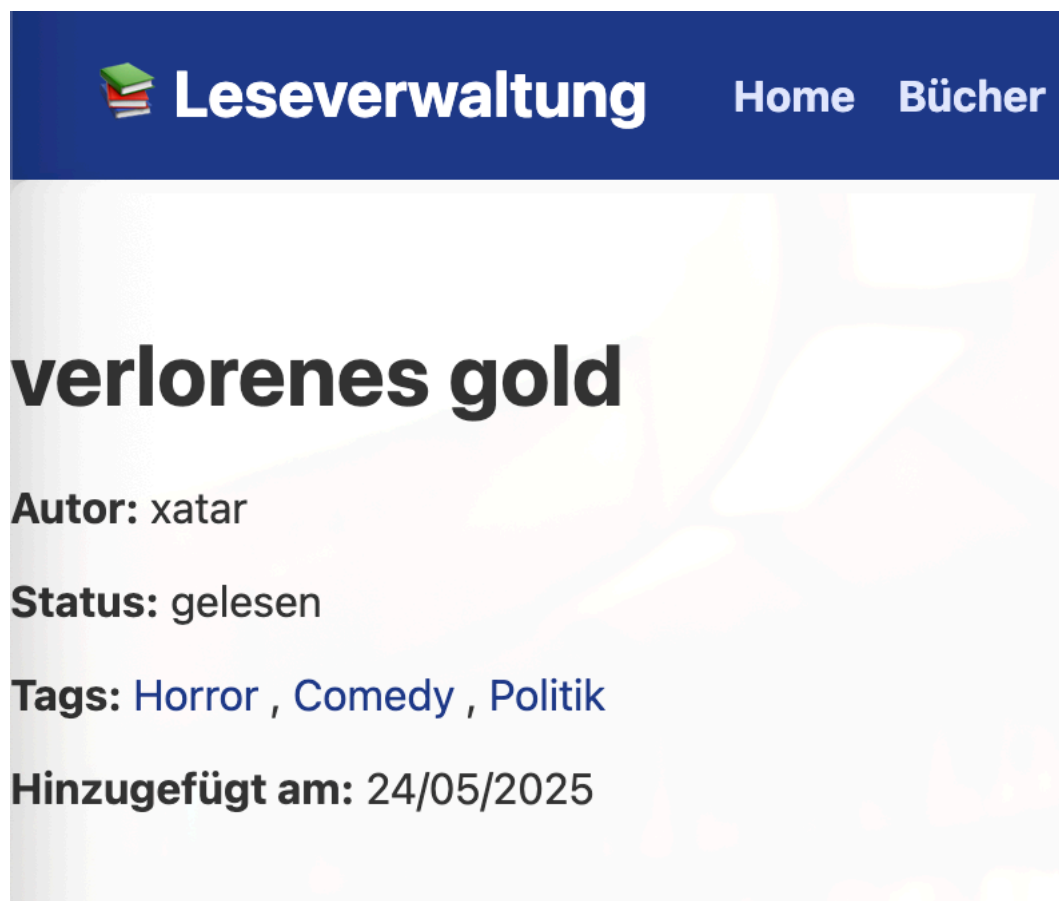 📚 Leseverwaltung Home Bücher
verlorenes gold
Autor: xatar
Status: gelesen
Tags: Horror , Comedy , Politik
Hinzugefügt am: 24/05/2025